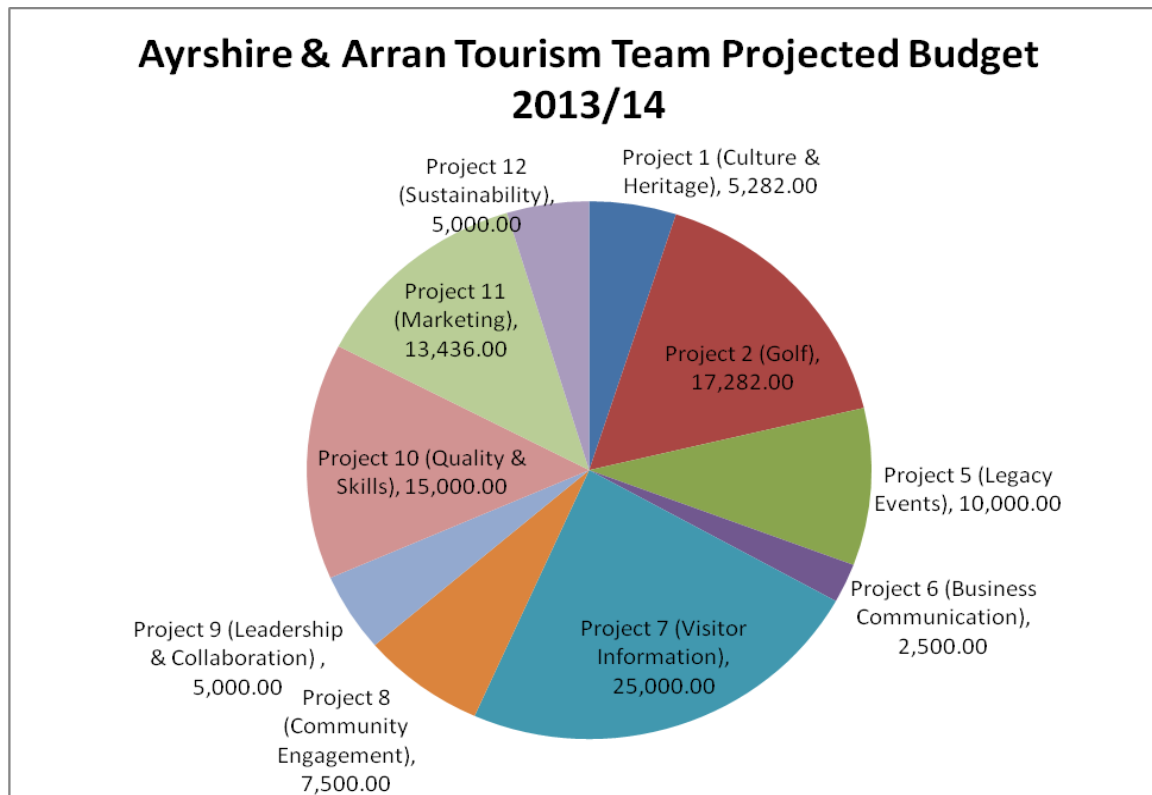 Ayrshire & Arran Tourism Team Projected Budget
2013/14
Project 1 (Culture &
Heritage), 5,282.00
Project 2 (Golf),
17,282.00
Project 5 (Legacy
Events), 10,000.00
Project 6 (Business
Communication),
2,500.00
Project 7 (Visitor
Information),
25,000.00
Project 8
(Community
Engagement),
7,500.00
Project 9 (Leadership
& Collaboration) ,
5,000.00
Project 10 (Quality &
Skills), 15,000.00
Project 11
(Marketing),
13,436.00
Project 12
(Sustainability),
5,000.00